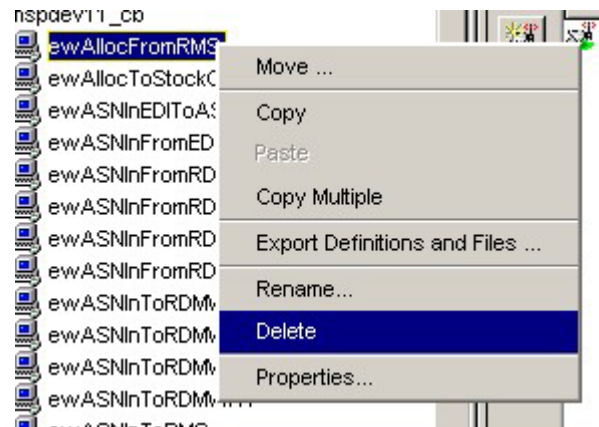 nspdev11_cb
ewAllocFromRMS
ewAllocToStock
ewASNInEDIToAS
ewASNInFromED
ewASNInFromRD
ewASNInFromRD
ewASNInFromRD
ewASNInFromRD
ewASNInToRDM
ewASNInToRDM
ewASNInToRDM
ewASNInToRDM
ewASNInToRMS
Move ...
Copy
Paste
Copy Multiple
Export Definitions and Files ...
Rename...
Delete
Properties...